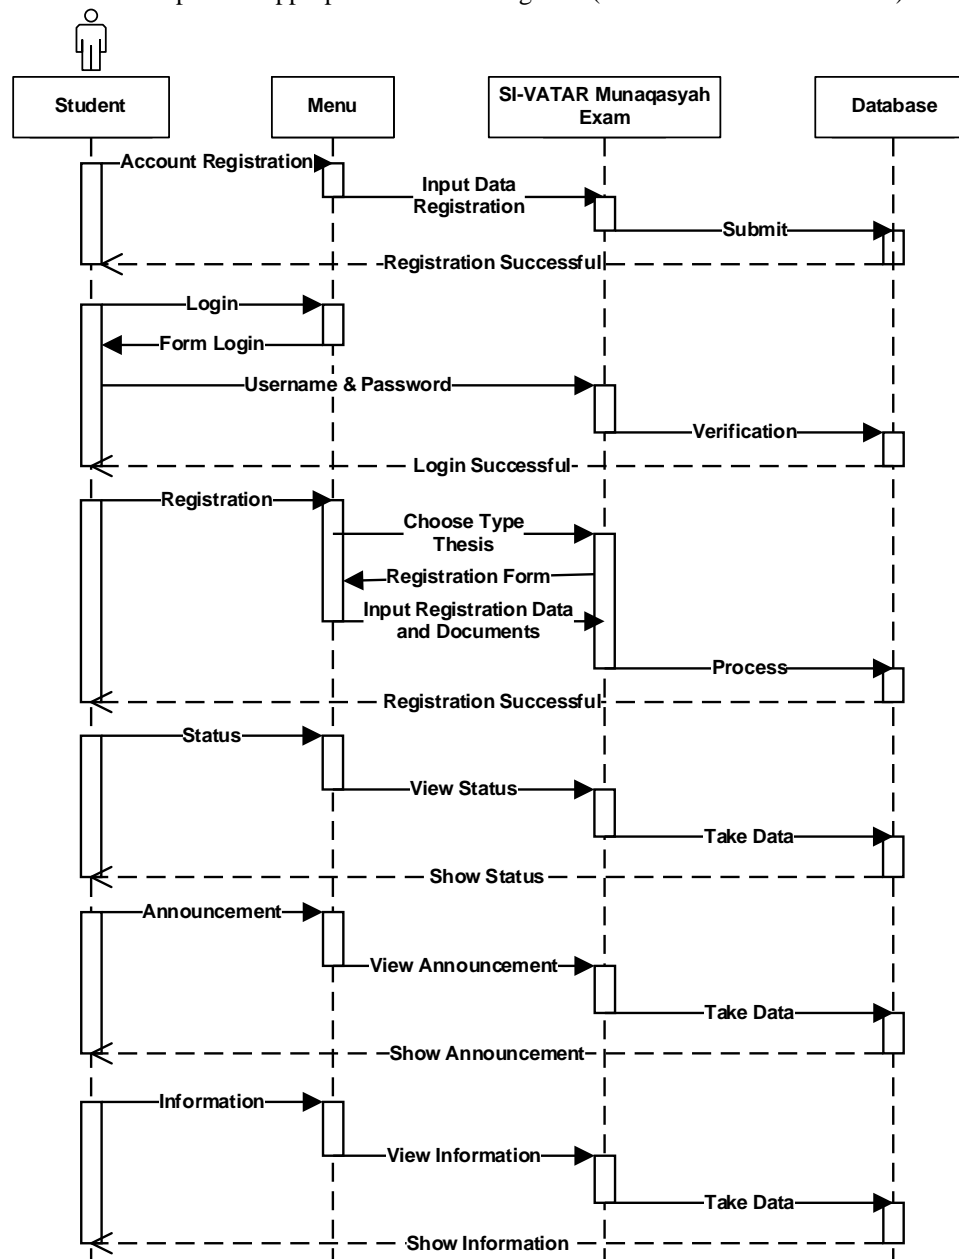 Student
Menu
SI-VATAR Munaqasyah
Exam
Database
Account Registration
Input Data
Registration
Submit
Registration Successful
Login
Form Login
Username & Password
Verification
Login Successful
Registration
Choose Type
Thesis
Registration Form
Input Registration Data
and Documents
Process
Registration Successful
Status
View Status
Take Data
Show Status
Announcement
View Announcement
Take Data
Show Announcement
Information
View Information
Take Data
Show Information